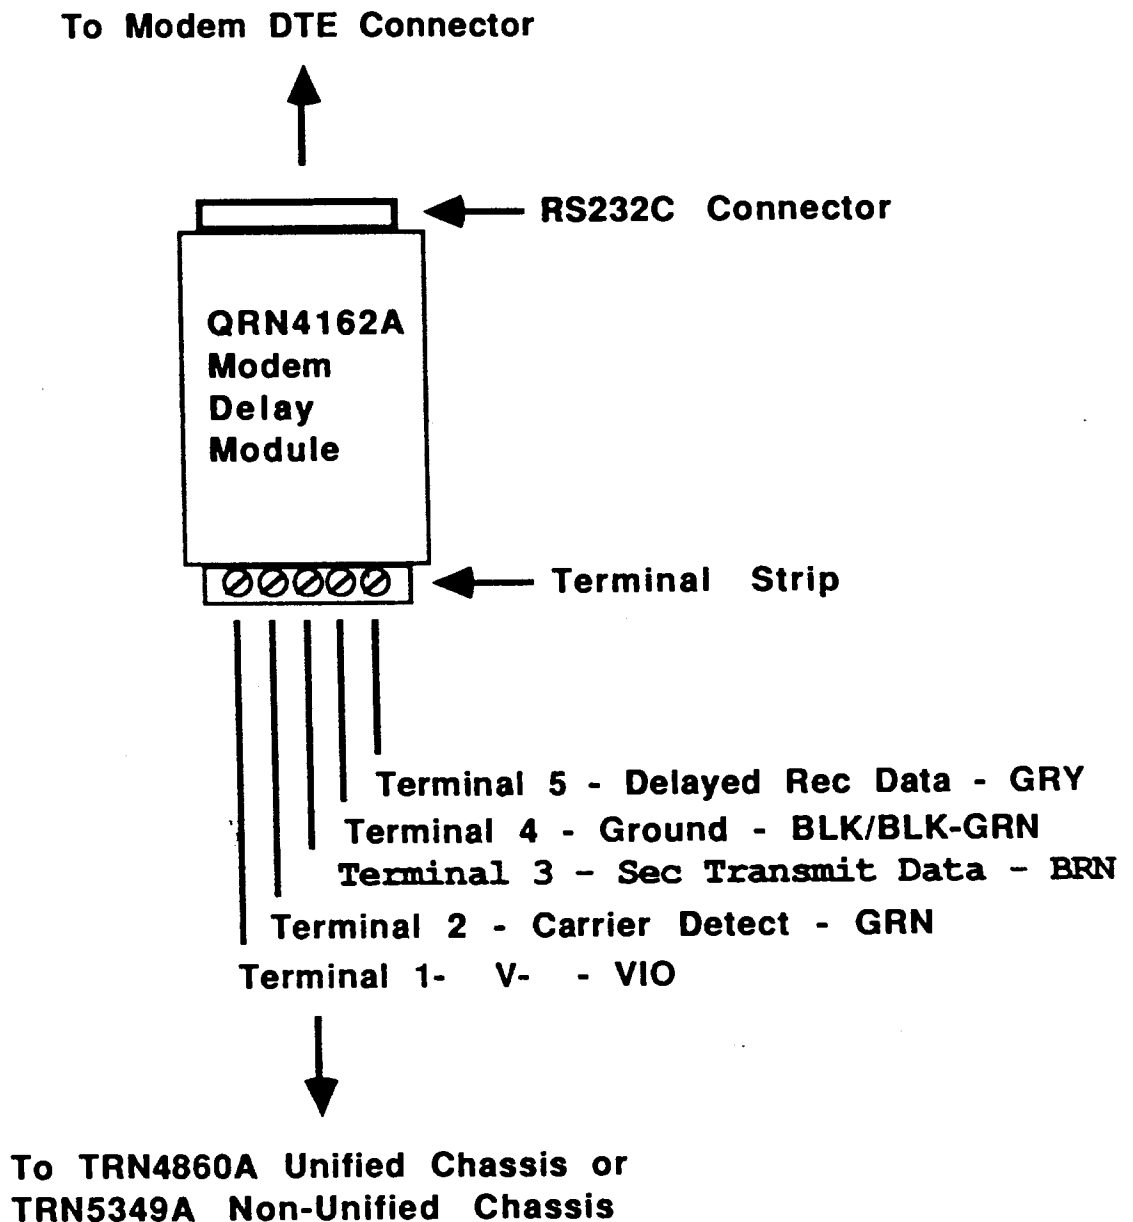 To Modem DTE Connector
RS232C Connector
QRN4162A
Modem
Delay
Module
Terminal Strip
Terminal 5 - Delayed Rec Data - GRY
Terminal 4 - Ground - BLK/BLK-GRN
Terminal 3 - Sec Transmit Data - BRN
Terminal 2 - Carrier Detect - GRN
Terminal 1- V- - VIO
To TRN4860A Unified Chassis or
TRN5349A Non-Unified Chassis